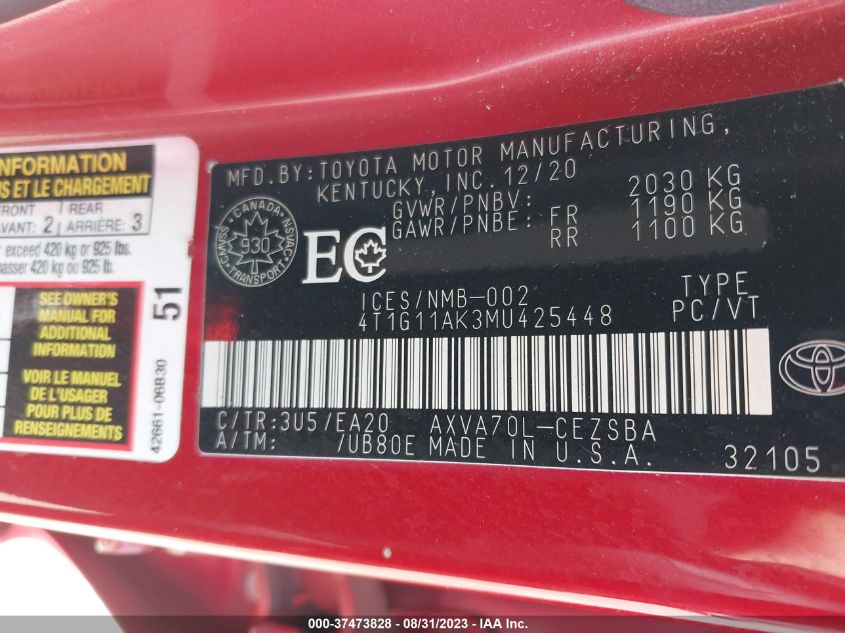 INFORMATION
US ET LE CHARGEMENT
FRONT
AVANT: 2
REAR
ARRIÈRE: 3
exceed 420 kg or 925 lbs.
passer 420 kg ou 925 lb.
SEE OWNER'S
MANUAL FOR
ADDITIONAL
INFORMATION
VOIR LE MANUEL
DE L'USAGER
POUR PLUS DE
RENSEIGNEMENTS
51
42661-06B30
MFD.BY:TOYOTA MOTOR MANUFACTURING,
KENTUCKY,INC.12/20
GVWR/PNBV: 2030 KG
GAWR/PNBE: FR 1190 KG
RR 1100 KG
CANADA
930
TRANSPORT
EC
ICES/NMB-002
4T1G11AK3MU425448
TYPE
PC/VT
C/TR:3U5/EA20 AXVA70L-CEZSBA
A/TM: /UB80E MADE IN U.S.A. 32105
000-37473828 - 08/31/2023 - IAA Inc.